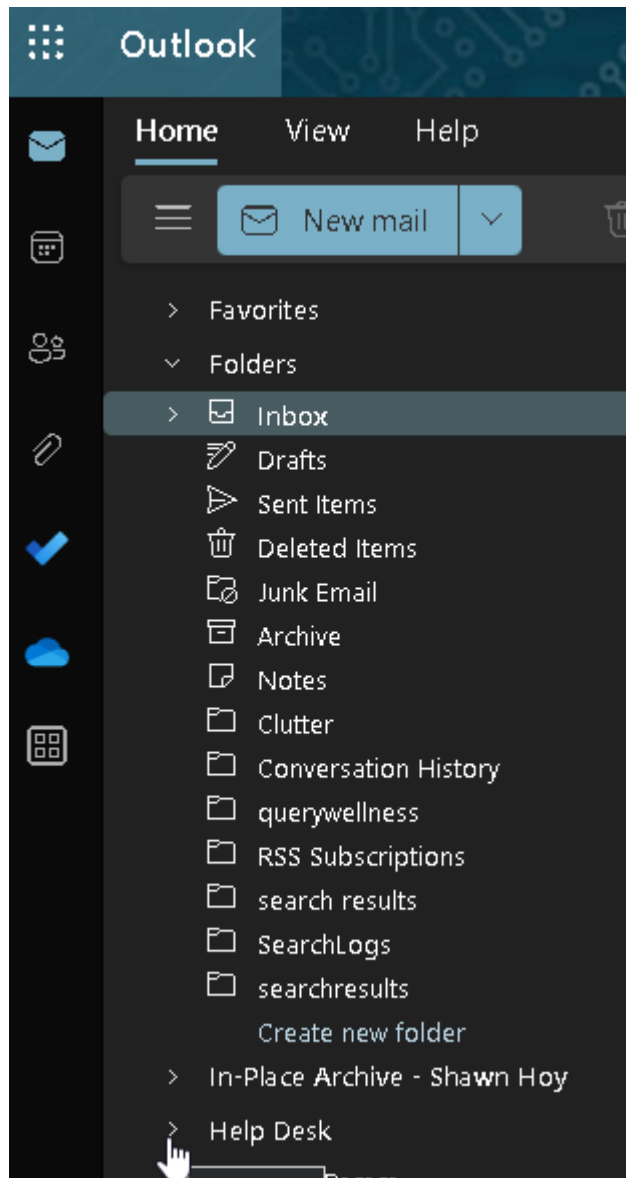 Outlook
Home View Help
New mail
Favorites
Folders
Inbox
Drafts
Sent Items
Deleted Items
Junk Email
Archive
Notes
Clutter
Conversation History
querywellness
RSS Subscriptions
search results
SearchLogs
searchresults
Create new folder
In-Place Archive - Shawn Hoy
Help Desk